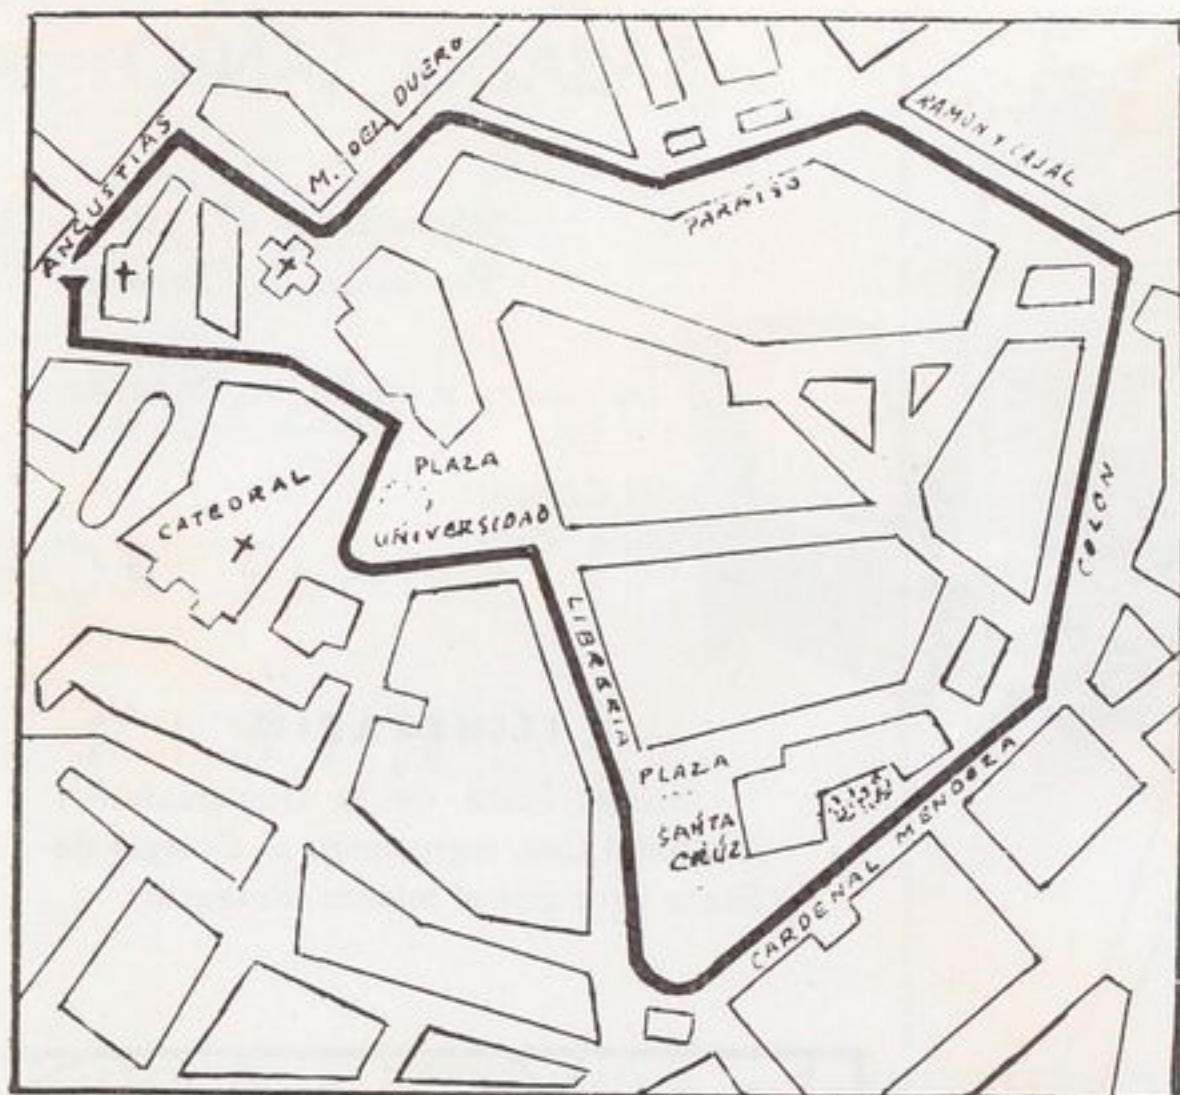 ANGUSTIAS
M. DEL DUERO
RAMON Y CAJAL
PARAISO
CATEDRAL
PLAZA
UNIVERSIDAD
COLON
LIBRERIA
PLAZA
SANTA
CRUZ
CARDENAL MENDOZA